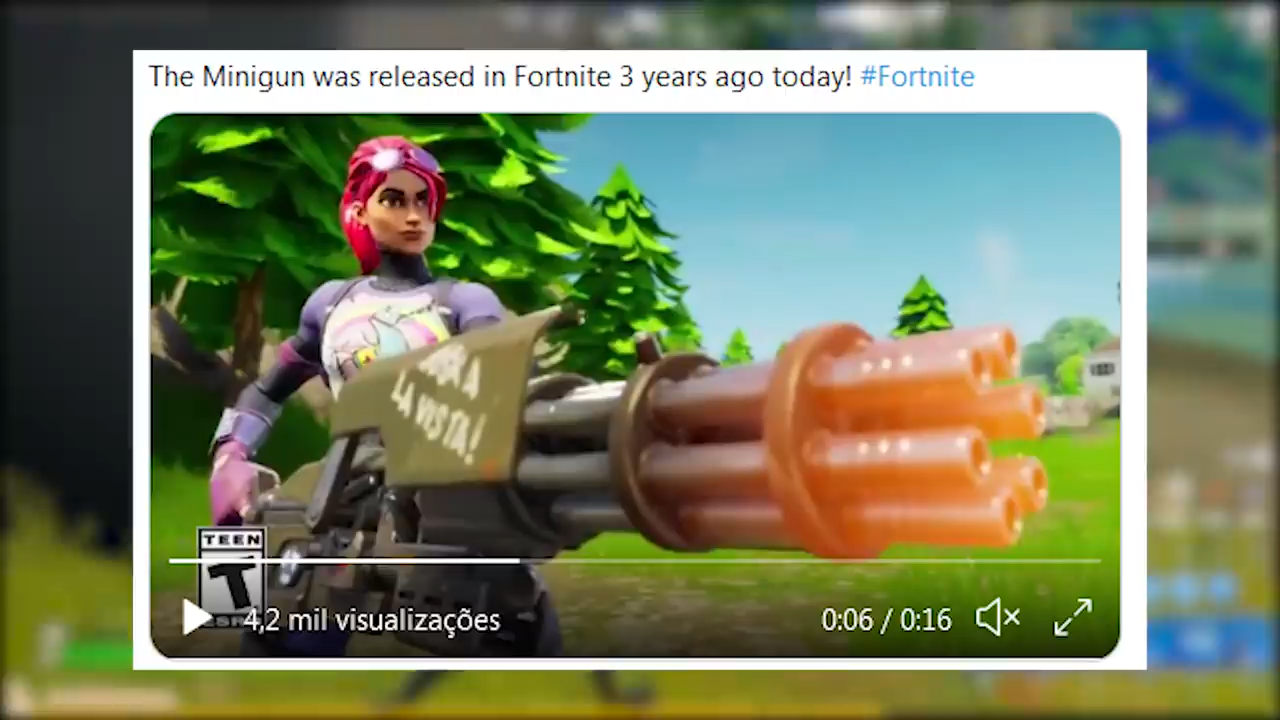 The Minigun was released in Fortnite 3 years ago today! #Fortnite
A
LA VISTA!
TEEN
T
ESRB
4,2 mil visualizações
0:06 / 0:16